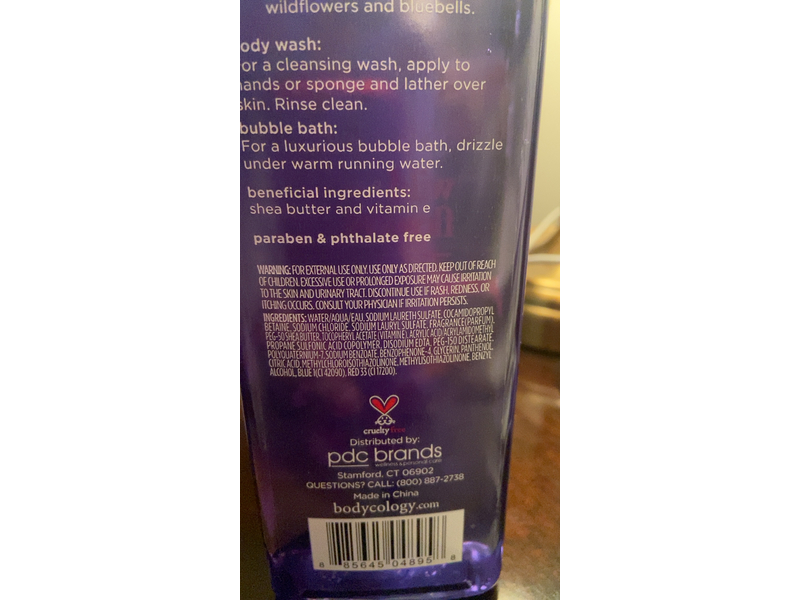 wildflowers and bluebells.
ody wash:
or a cleansing wash, apply to
ands or sponge and lather over
skin. Rinse clean.
bubble bath:
For a luxurious bubble bath, drizzle
under warm running water.
beneficial ingredients:
shea butter and vitamin e
paraben & phthalate free
WARNING: FOR EXTERNAL USE ONLY. USE ONLY AS DIRECTED. KEEP OUT OF REACH
OF CHILDREN. EXCESSIVE USE OR PROLONGED EXPOSURE MAY CAUSE IRRITATION
TO THE SKIN AND URINARY TRACT. DISCONTINUE USE IF RASH, REDNESS, OR
ITCHING OCCURS. CONSULT YOUR PHYSICIAN IF IRRITATION PERSISTS.
INGREDIENTS: WATER/AQUA/EAU, SODIUM LAURETH SULFATE, COCAMIDOPROPYL
BETAINE, SODIUM CHLORIDE, SODIUM LAURYL SULFATE, FRAGRANCE (PARFUM),
PEG-50 SHEA BUTTER, TOCOPHERYL ACETATE (VITAMIN E), ACRYLIC ACID/ACRYLAMIDOMETHYL
PROPANE SULFONIC ACID COPOLYMER, DISODIUM EDTA, PEG-150 DISTEARATE,
POLYQUATERNIUM-7, SODIUM BENZOATE, BENZOPHENONE-4, GLYCERIN, PANTHENOL,
CITRIC ACID, METHYLCHLOROISOTHIAZOLINONE, METHYLISOTHIAZOLINONE, BENZYL
ALCOHOL, BLUE 1 (CI 42090), RED 33 (CI 17200).
cruelty free
Distributed by:
pdc brands
wellness & personal care
Stamford, CT 06902
QUESTIONS? CALL: (800) 887-2738
Made in China
bodycology.com
8 85645 04895 8